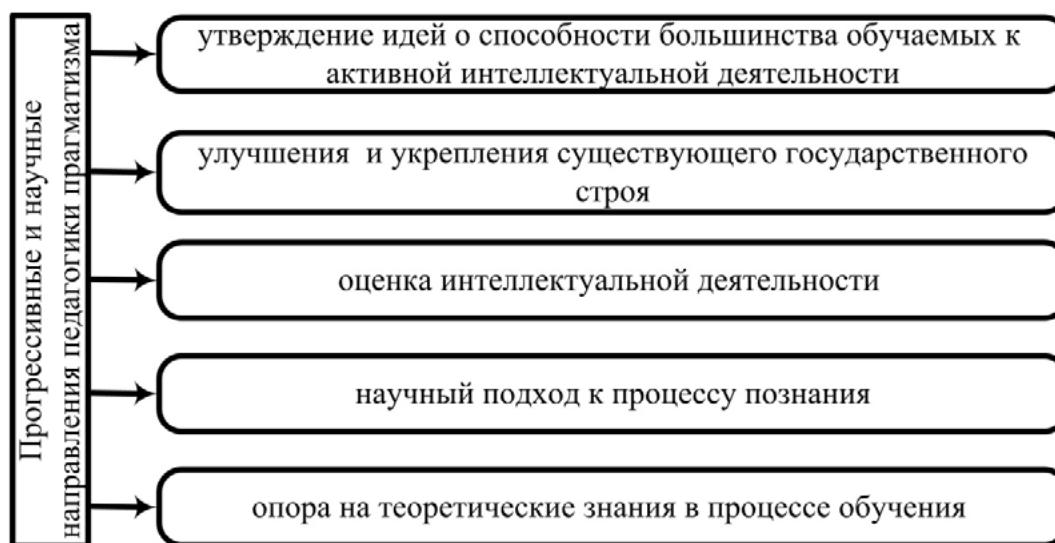 Прогрессивные и научные
направления педагогики прагматизма
утверждение идей о способности большинства обучаемых к
активной интеллектуальной деятельности
улучшения и укрепления существующего государственного
строя
оценка интеллектуальной деятельности
научный подход к процессу познания
опора на теоретические знания в процессе обучения